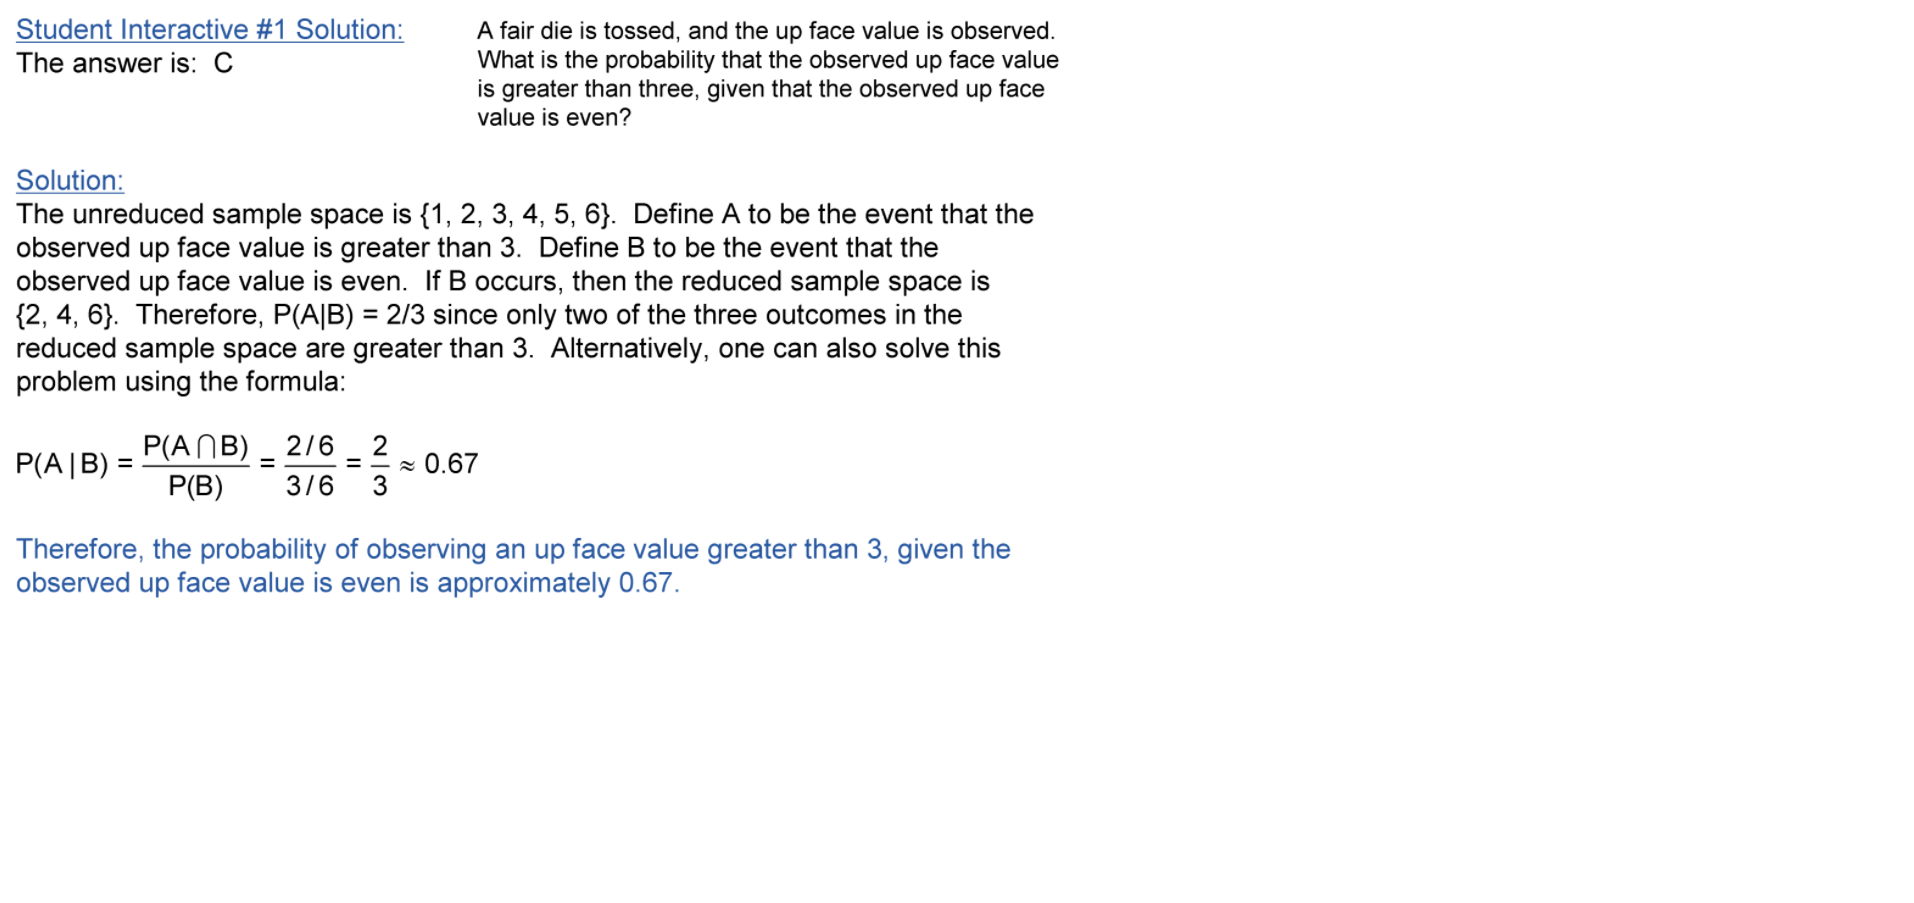 Student Interactive #1 Solution:
The answer is:  C
A fair die is tossed, and the up face value is observed.
What is the probability that the observed up face value
is greater than three, given that the observed up face
value is even?
Solution:
The unreduced sample space is {1, 2, 3, 4, 5, 6}.  Define A to be the event that the
observed up face value is greater than 3.  Define B to be the event that the
observed up face value is even.  If B occurs, then the reduced sample space is
{2, 4, 6}.  Therefore, P(A|B) = 2/3 since only two of the three outcomes in the
reduced sample space are greater than 3.  Alternatively, one can also solve this
problem using the formula:
P(A | B) = P(A ∩ B) / P(B) = 2 / 6 / 3 / 6 = 2 / 3 ≈ 0.67
Therefore, the probability of observing an up face value greater than 3, given the
observed up face value is even is approximately 0.67.